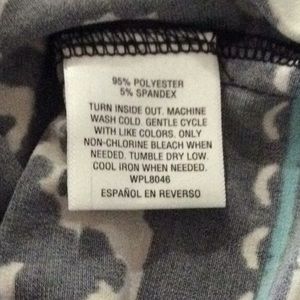 95% POLYESTER
5% SPANDEX
TURN INSIDE OUT. MACHINE
WASH COLD. GENTLE CYCLE
WITH LIKE COLORS. ONLY
NON-CHLORINE BLEACH WHEN
NEEDED. TUMBLE DRY LOW.
COOL IRON WHEN NEEDED.
WPL8046
ESPAÑOL EN REVERSO